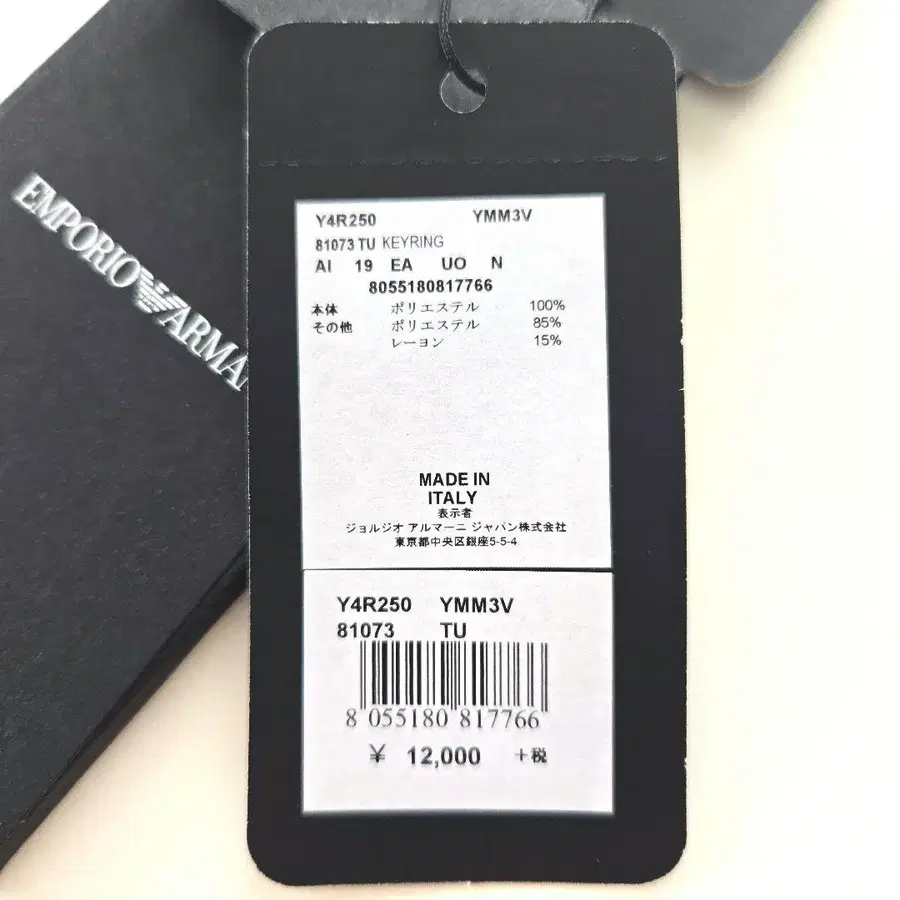 EMPORIO ARMA
Y4R250 YMM3V
81073 TU KEYRING
AI 19 EA UO N
8055180817766
本体 ポリエステル 100%
その他 ポリエステル 85%
レーヨン 15%
MADE IN
ITALY
表示者
ジョルジオ アルマーニ ジャパン株式会社
東京都中央区銀座5-5-4
Y4R250 YMM3V
81073 TU
8 055180 817766
¥ 12,000 +税